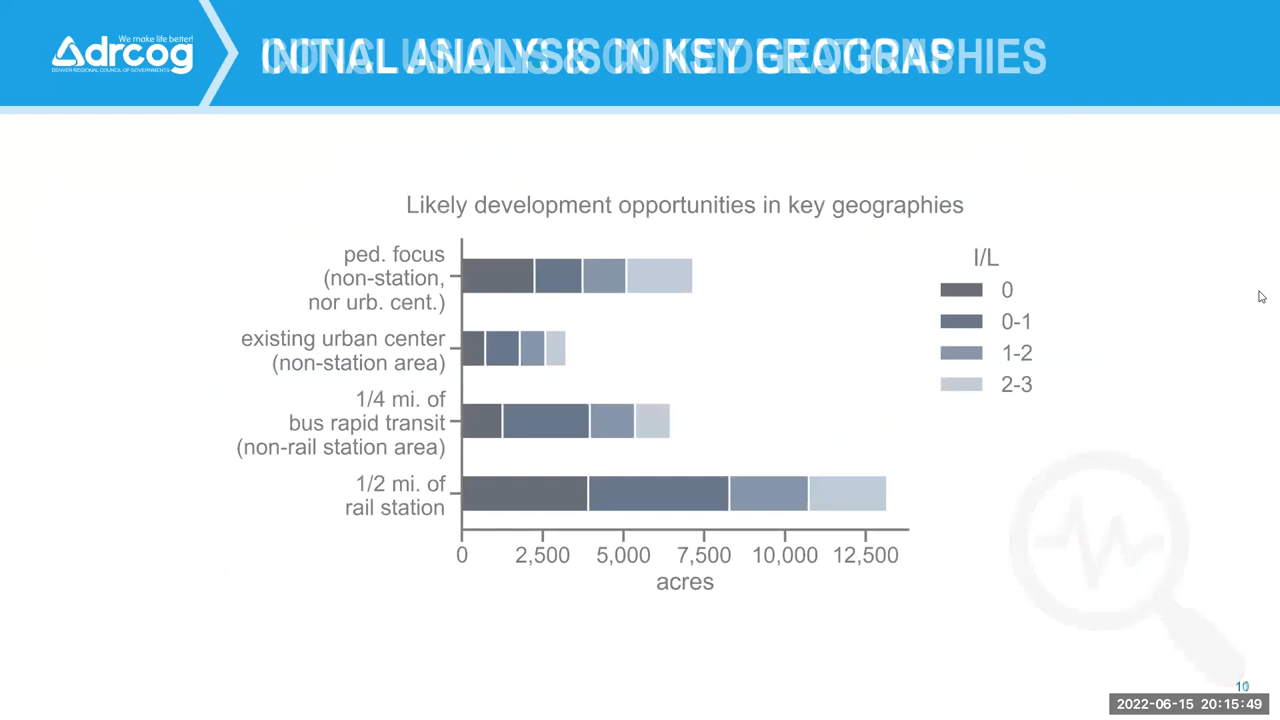 We make life better!
drcog
DENVER REGIONAL COUNCIL OF GOVERNMENTS
Likely development opportunities in key geographies
ped. focus
(non-station,
nor urb. cent.)
existing urban center
(non-station area)
1/4 mi. of
bus rapid transit
(non-rail station area)
1/2 mi. of
rail station
0 2,500 5,000 7,500 10,000 12,500
acres
I/L
0
0-1
1-2
2-3
2022-06-15 20:15:49